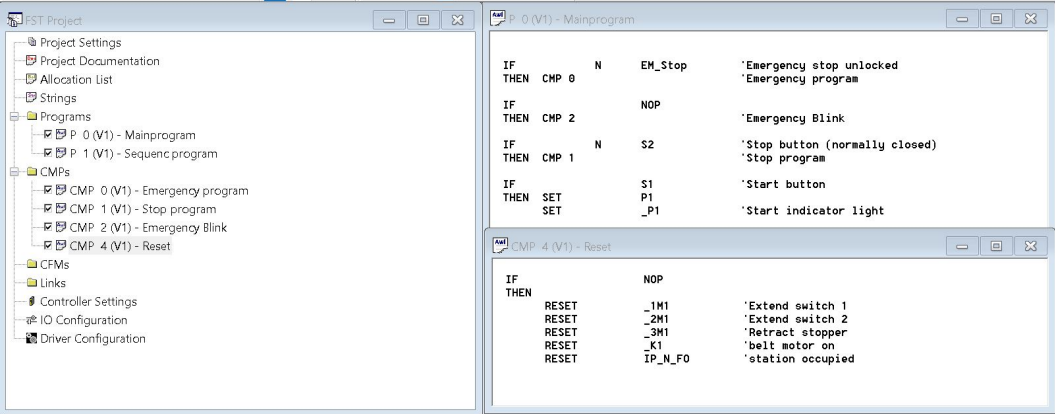 FST Project
Project Settings
Project Documentation
Allocation List
Strings
Programs
P 0 (V1) - Mainprogram
P 1 (V1) - Sequenc program
CMPs
CMP 0 (V1) - Emergency program
CMP 1 (V1) - Stop program
CMP 2 (V1) - Emergency Blink
CMP 4 (V1) - Reset
CFMs
Links
Controller Settings
IO Configuration
Driver Configuration
Awl P 0 (V1) - Mainprogram
IF N EM_Stop 'Emergency stop unlocked
THEN CMP 0 'Emergency program
IF NOP
THEN CMP 2 'Emergency Blink
IF N S2 'Stop button (normally closed)
THEN CMP 1 'Stop program
IF S1 'Start button
THEN SET P1
SET _P1 'Start indicator light
Awl CMP 4 (V1) - Reset
IF NOP
THEN
RESET _1M1 'Extend switch 1
RESET _2M1 'Extend switch 2
RESET _3M1 'Retract stopper
RESET _K1 'belt motor on
RESET IP_N_FO 'station occupied